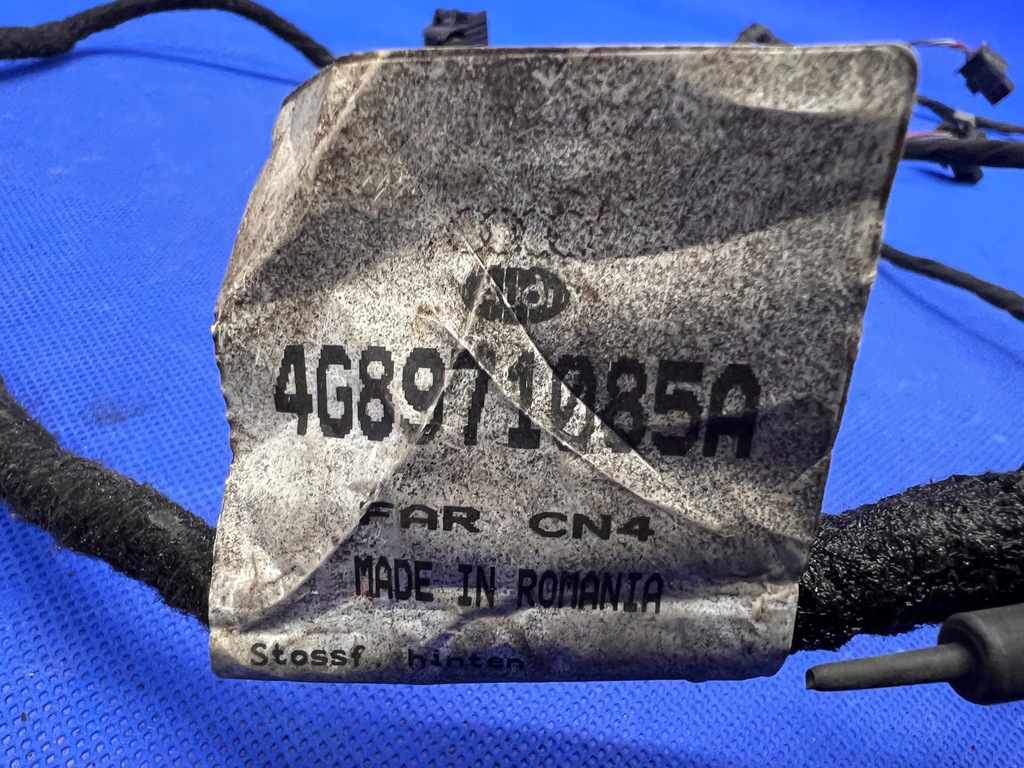 4G8971085A
FAR CN4
MADE IN ROMANIA
Stossf. hinten